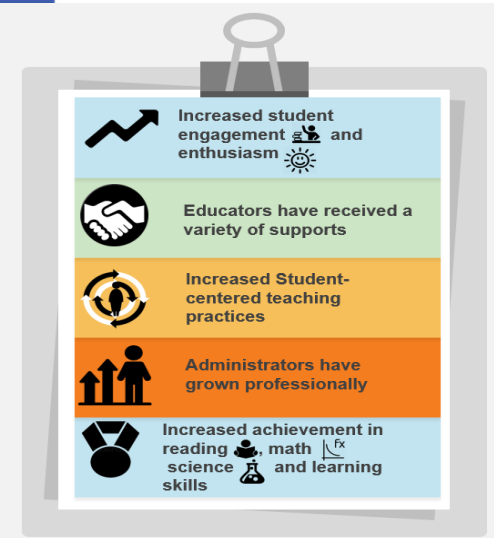 Increased student
engagement and
enthusiasm
Educators have received a
variety of supports
Increased Student-
centered teaching
practices
Administrators have
grown professionally
Increased achievement in
reading , math fx
science and learning
skills